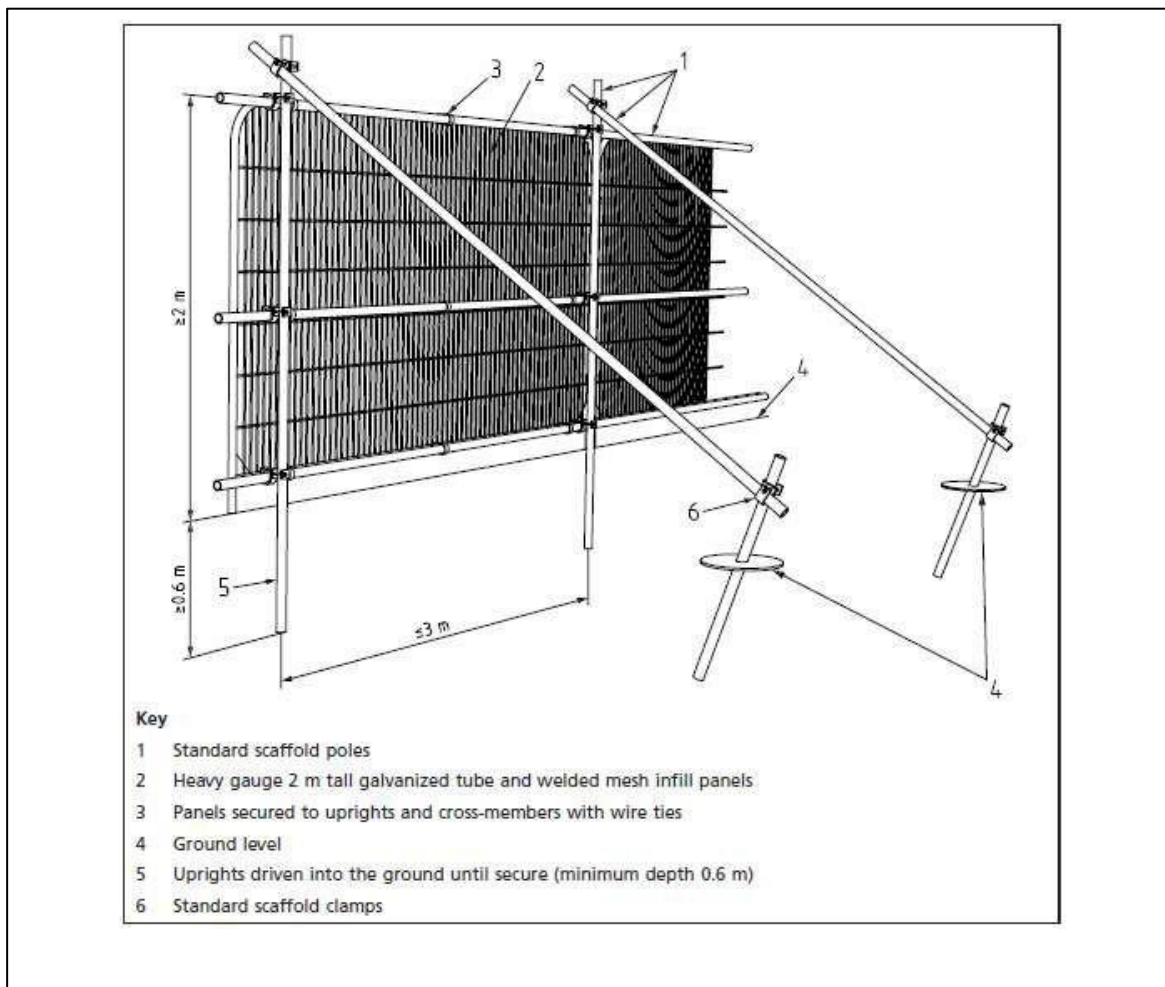 1
3
2
≥2 m
4
6
5
≥0.6 m
≤3 m
4
Key
1 Standard scaffold poles
2 Heavy gauge 2 m tall galvanized tube and welded mesh infill panels
3 Panels secured to uprights and cross-members with wire ties
4 Ground level
5 Uprights driven into the ground until secure (minimum depth 0.6 m)
6 Standard scaffold clamps